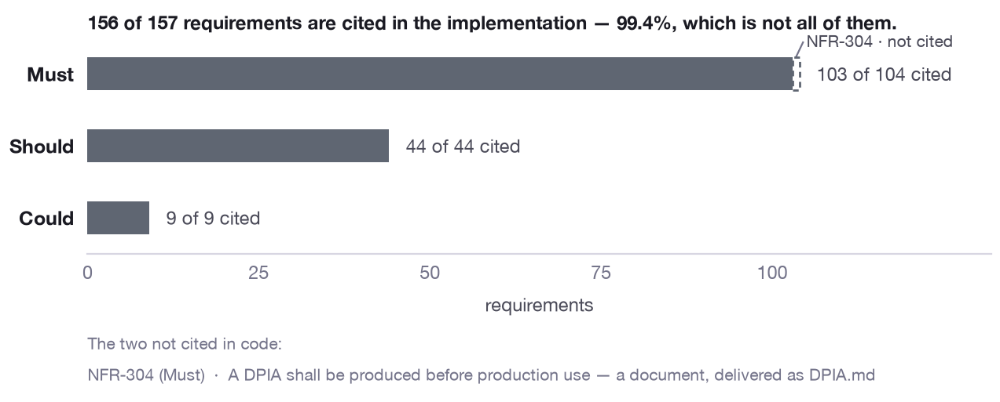 156 of 157 requirements are cited in the implementation — 99.4%, which is not all of them.
NFR-304 · not cited
Must
103 of 104 cited
Should
44 of 44 cited
Could
9 of 9 cited
0 25 50 75 100
requirements
The two not cited in code:
NFR-304 (Must) · A DPIA shall be produced before production use — a document, delivered as DPIA.md